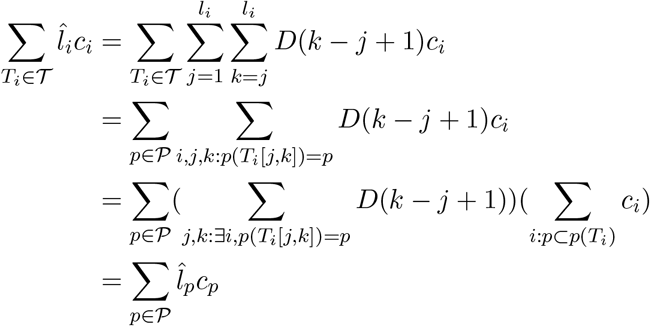 \sum_{T_i \in \mathcal{T}} \hat{l}_i c_i = \sum_{T_i \in \mathcal{T}} \sum_{j=1}^{l_i} \sum_{k=j}^{l_i} D(k-j+1)c_i
= \sum_{p \in \mathcal{P}} \sum_{i,j,k:p(T_i[j,k])=p} D(k-j+1)c_i
= \sum_{p \in \mathcal{P}} ( \sum_{j,k:\exists i,p(T_i[j,k])=p} D(k-j+1))( \sum_{i:p \subset p(T_i)} c_i)
= \sum_{p \in \mathcal{P}} \hat{l}_p c_p